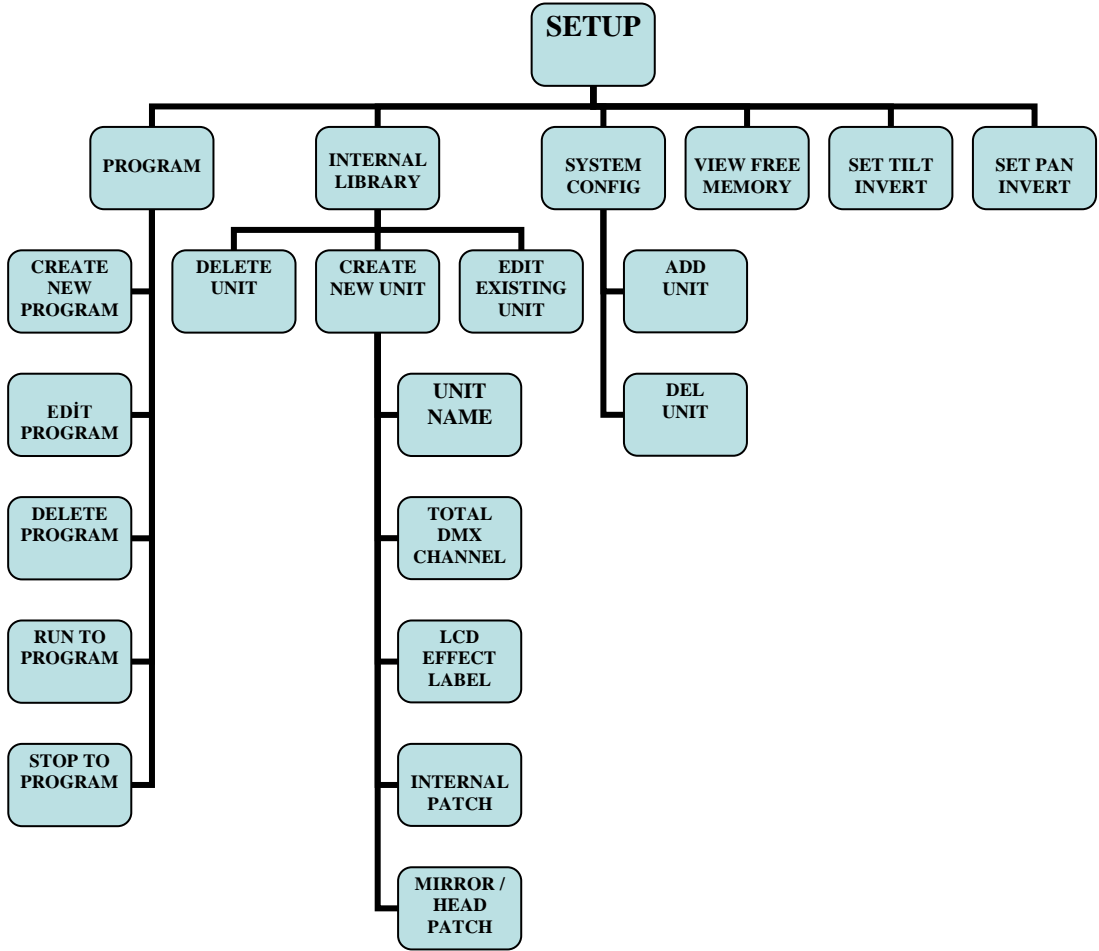 SETUP
PROGRAM
INTERNAL
LIBRARY
SYSTEM
CONFIG
VIEW FREE
MEMORY
SET TILT
INVERT
SET PAN
INVERT
CREATE
NEW
PROGRAM
DELETE
UNIT
CREATE
NEW UNIT
EDIT
EXISTING
UNIT
ADD
UNIT
EDİT
PROGRAM
UNIT
NAME
DEL
UNIT
DELETE
PROGRAM
TOTAL
DMX
CHANNEL
RUN TO
PROGRAM
LCD
EFFECT
LABEL
STOP TO
PROGRAM
INTERNAL
PATCH
MIRROR /
HEAD
PATCH